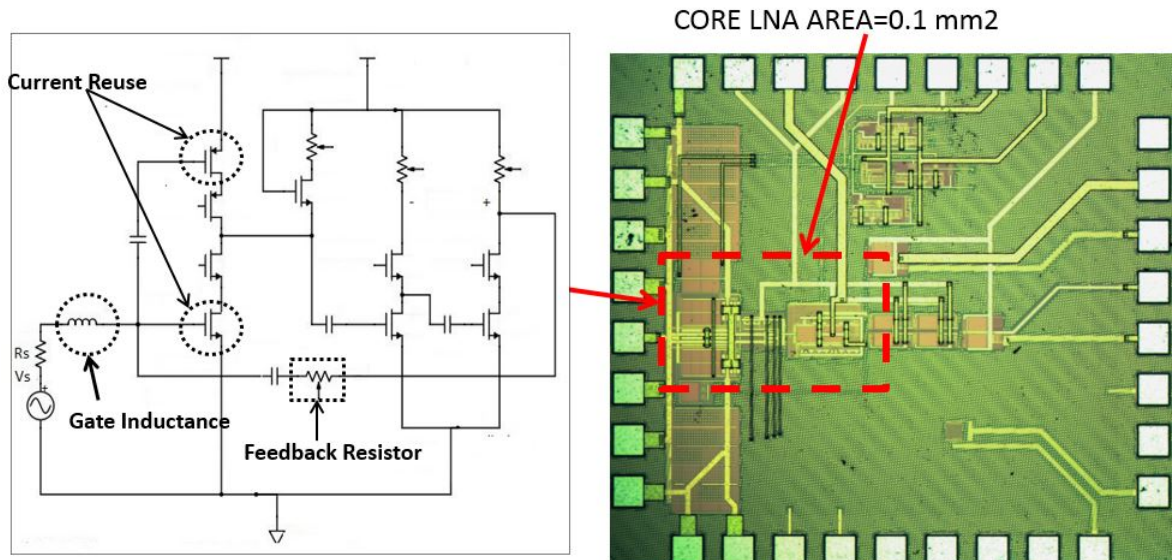 CORE LNA AREA=0.1 mm2
Current Reuse
-
+
Rs
Vs
+
Gate Inductance
Feedback Resistor